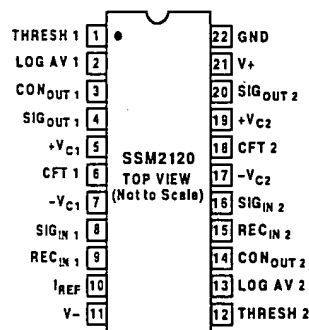 THRESH 1 1 22 GND
LOG AV 1 2 21 V+
CONOUT 1 3 20 SIGOUT 2
SIGOUT 1 4 19 +VC2
+VC1 5 18 CFT 2
CFT 1 6 17 -VC2
-VC1 7 16 SIGIN 2
SIGIN 1 8 15 RECIN 2
RECIN 1 9 14 CONOUT 2
IREF 10 13 LOG AV 2
V- 11 12 THRESH 2
SSM2120
TOP VIEW
(Not to Scale)